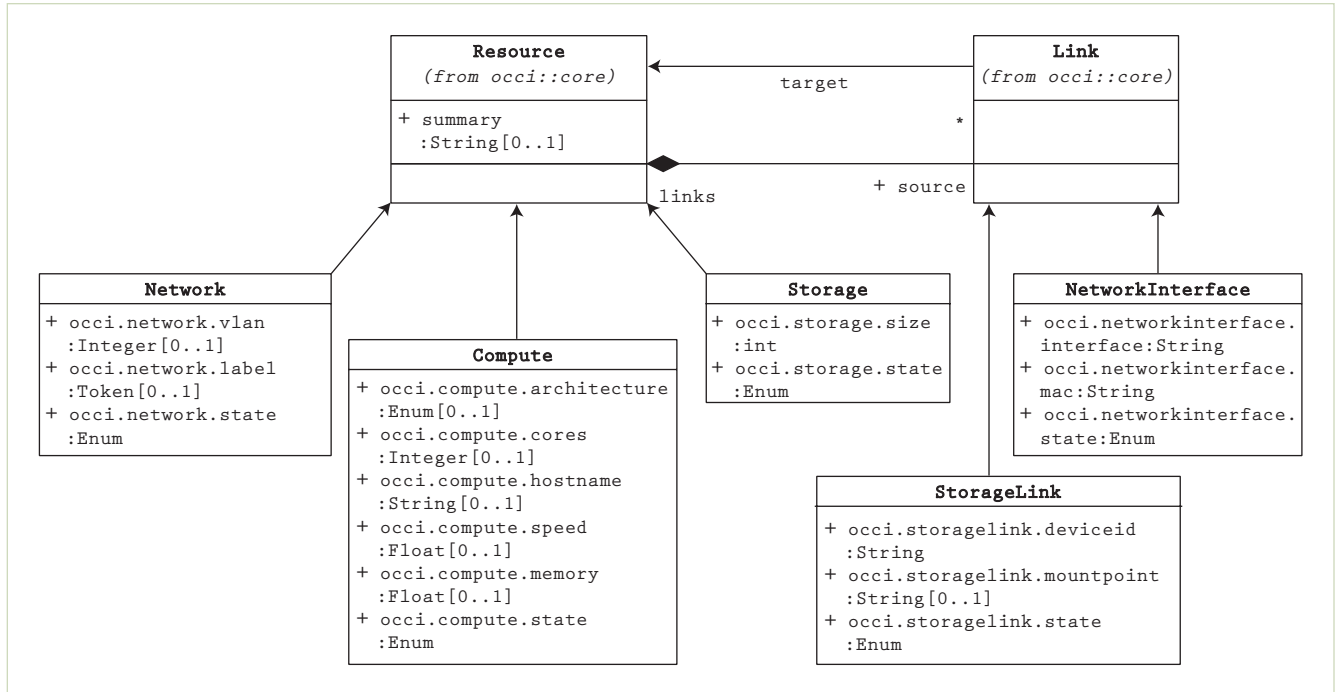 Resource
(from occi::core)
+ summary
:String[0..1]
Link
(from occi::core)
target
*
+ source
links
Network
+ occi.network.vlan
:Integer[0..1]
+ occi.network.label
:Token[0..1]
+ occi.network.state
:Enum
Compute
+ occi.compute.architecture
:Enum[0..1]
+ occi.compute.cores
:Integer[0..1]
+ occi.compute.hostname
:String[0..1]
+ occi.compute.speed
:Float[0..1]
+ occi.compute.memory
:Float[0..1]
+ occi.compute.state
:Enum
Storage
+ occi.storage.size
:int
+ occi.storage.state
:Enum
NetworkInterface
+ occi.networkinterface.
interface:String
+ occi.networkinterface.
mac:String
+ occi.networkinterface.
state:Enum
StorageLink
+ occi.storagelink.deviceid
:String
+ occi.storagelink.mountpoint
:String[0..1]
+ occi.storagelink.state
:Enum